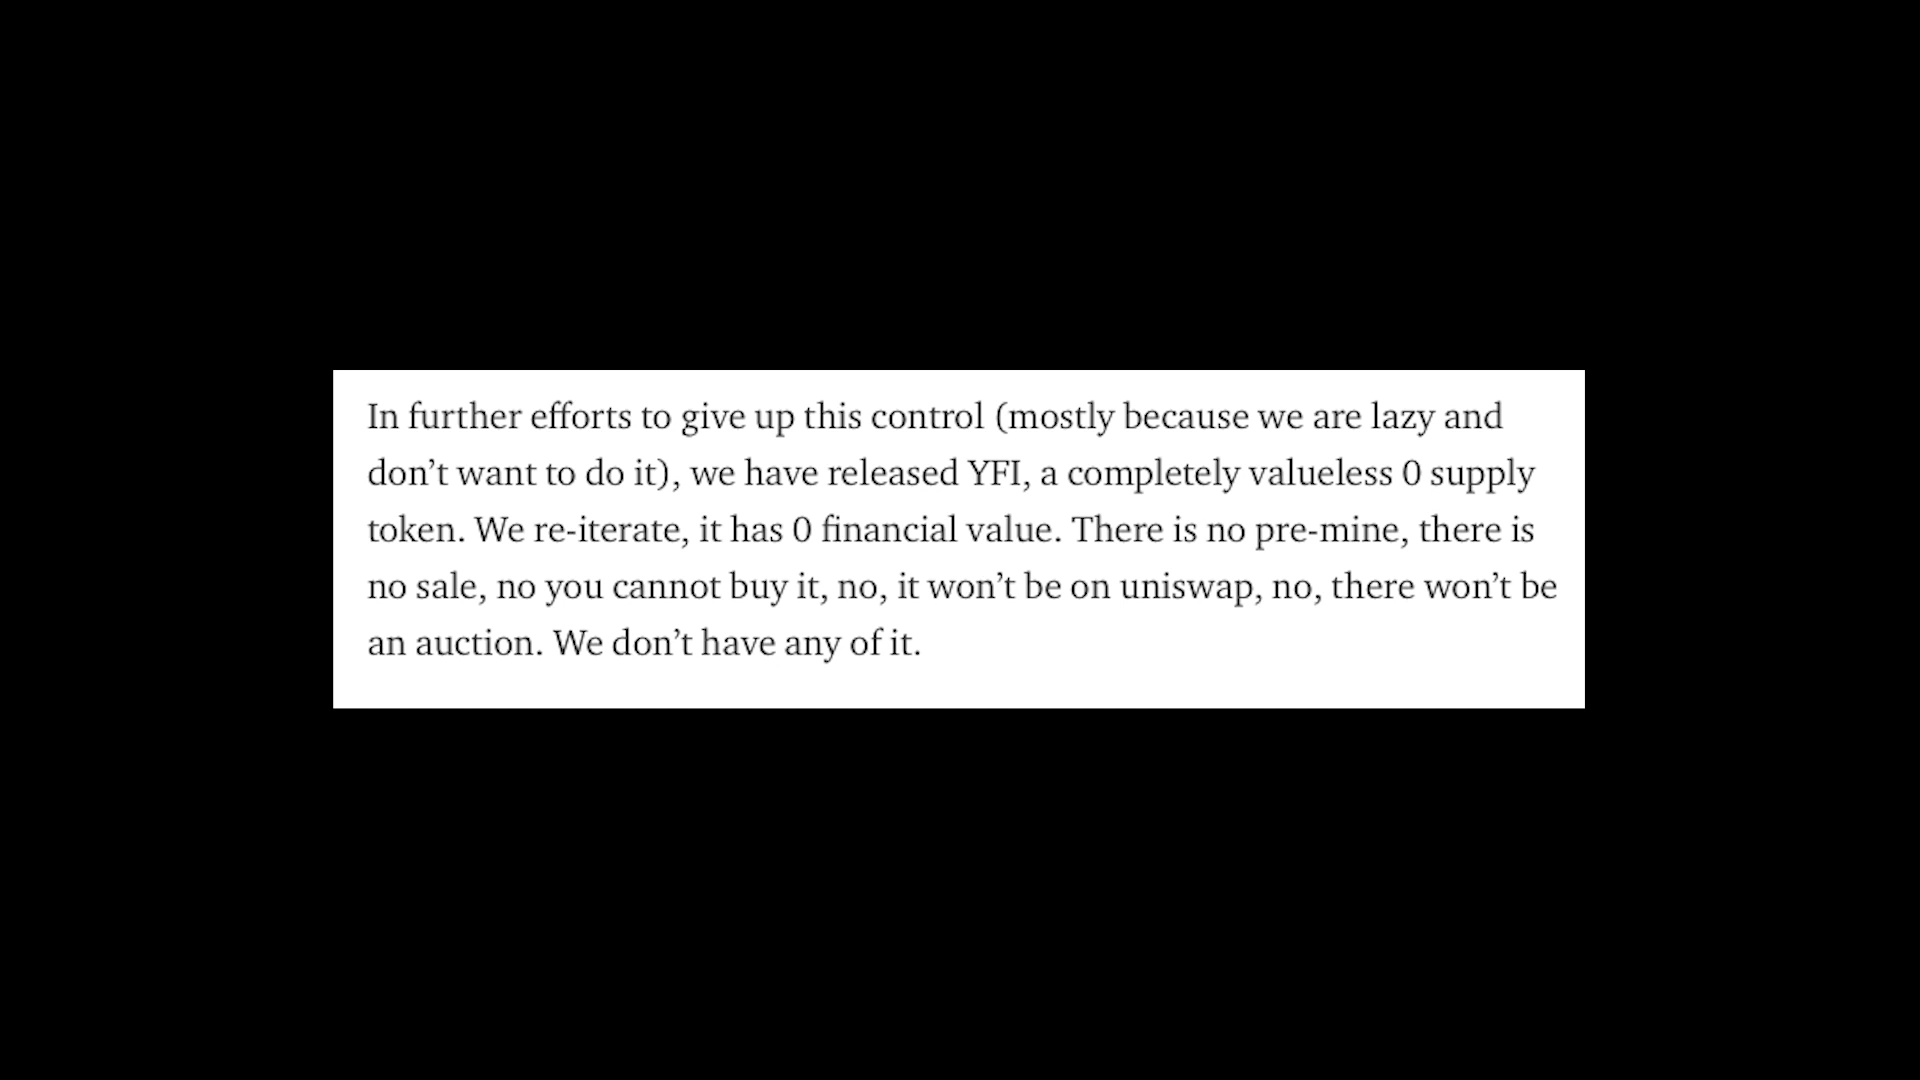 In further efforts to give up this control (mostly because we are lazy and
don’t want to do it), we have released YFI, a completely valueless 0 supply
token. We re-iterate, it has 0 financial value. There is no pre-mine, there is
no sale, no you cannot buy it, no, it won’t be on uniswap, no, there won’t be
an auction. We don’t have any of it.